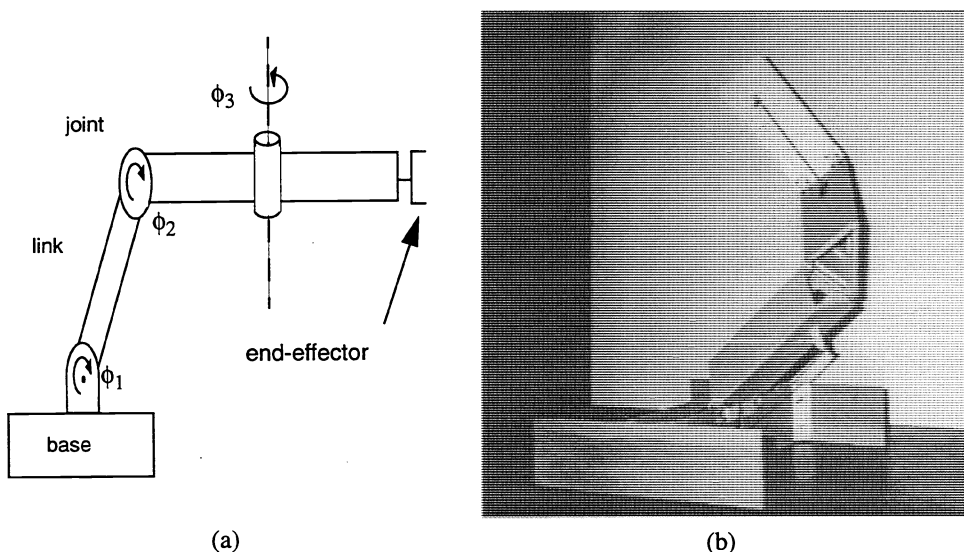 ϕ3
joint
ϕ2
link
end-effector
ϕ1
base
(a)
(b)